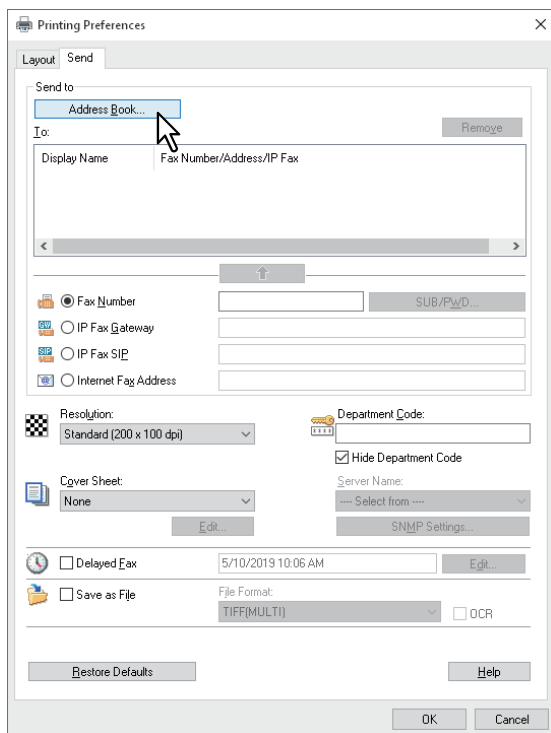 Printing Preferences
Layout Send
Send to
Address Book...
To: Remove
Display Name Fax Number/Address/IP Fax
Fax Number SUB/PWD...
GW IP Fax Gateway
SIP IP Fax SIP
Internet Fax Address
Resolution: Department Code:
Standard (200 x 100 dpi)
Hide Department Code
Cover Sheet: Server Name:
None ---- Select from ----
Edit... SNMP Settings...
Delayed Fax 5/10/2019 10:06 AM Edit...
Save as File File Format:
TIFF(MULTI) OCR
Restore Defaults Help
OK Cancel